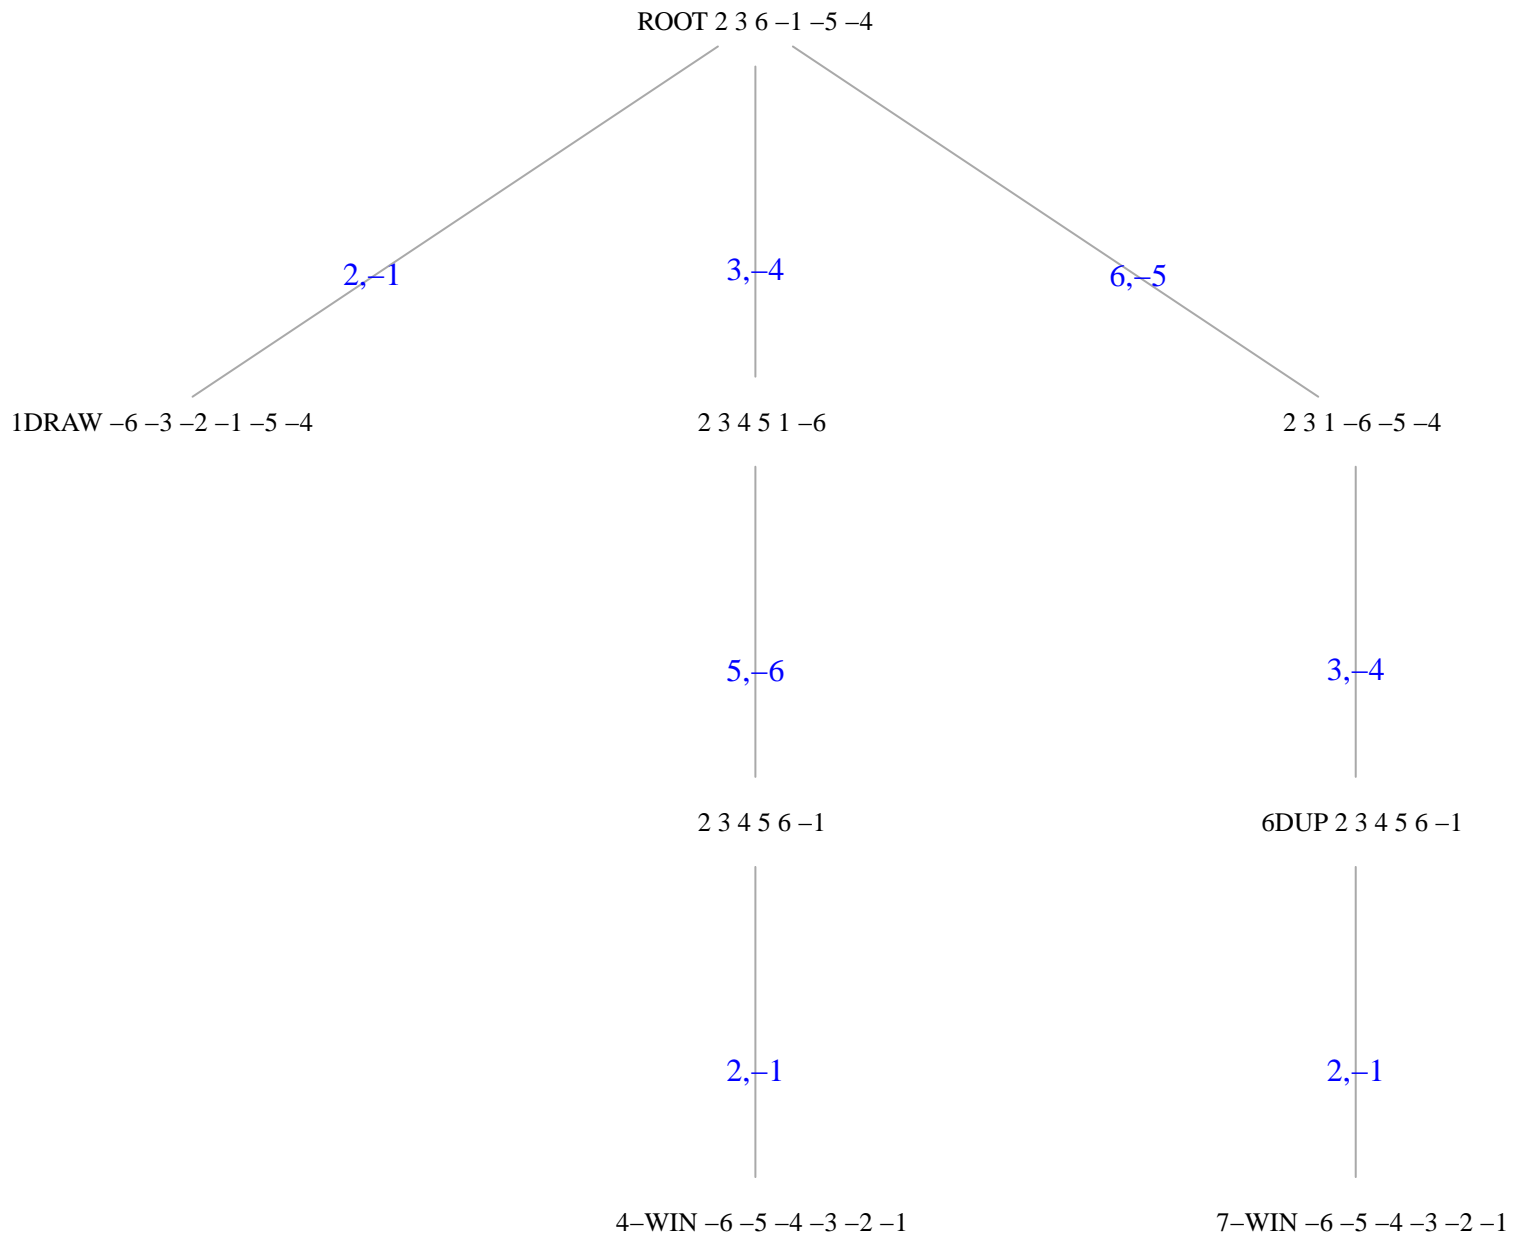 ROOT 2 3 6 –1 –5 –4
2,–1
3,–4
6,–5
1DRAW –6 –3 –2 –1 –5 –4
2 3 4 5 1 –6
2 3 1 –6 –5 –4
5,–6
3,–4
2 3 4 5 6 –1
6DUP 2 3 4 5 6 –1
2,–1
2,–1
4–WIN –6 –5 –4 –3 –2 –1
7–WIN –6 –5 –4 –3 –2 –1